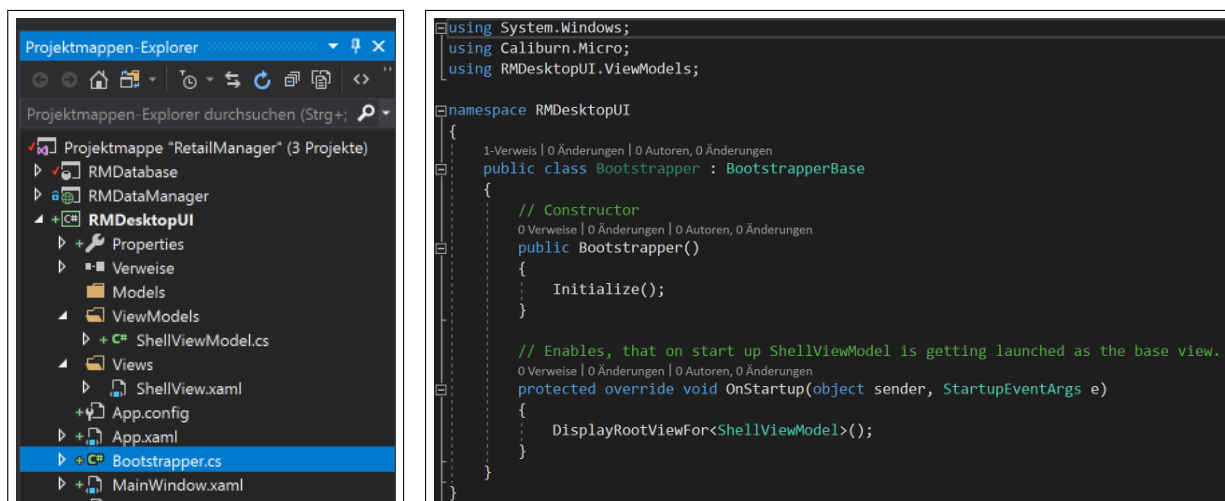 Projektmappen-Explorer
Projektmappen-Explorer durchsuchen (Strg+;
Projektmappe "RetailManager" (3 Projekte)
RMDatabase
RMDataManager
RMDesktopUI
Properties
Verweise
Models
ViewModels
ShellViewModel.cs
Views
ShellView.xaml
App.config
App.xaml
Bootstrapper.cs
MainWindow.xaml
using System.Windows;
using Caliburn.Micro;
using RMDesktopUI.ViewModels;
namespace RMDesktopUI
{
1-Verweis | 0 Änderungen | 0 Autoren, 0 Änderungen
public class Bootstrapper : BootstrapperBase
{
// Constructor
0 Verweise | 0 Änderungen | 0 Autoren, 0 Änderungen
public Bootstrapper()
{
Initialize();
}
// Enables, that on start up ShellViewModel is getting launched as the base view.
0 Verweise | 0 Änderungen | 0 Autoren, 0 Änderungen
protected override void OnStartup(object sender, StartupEventArgs e)
{
DisplayRootViewFor<ShellViewModel>();
}
}
}